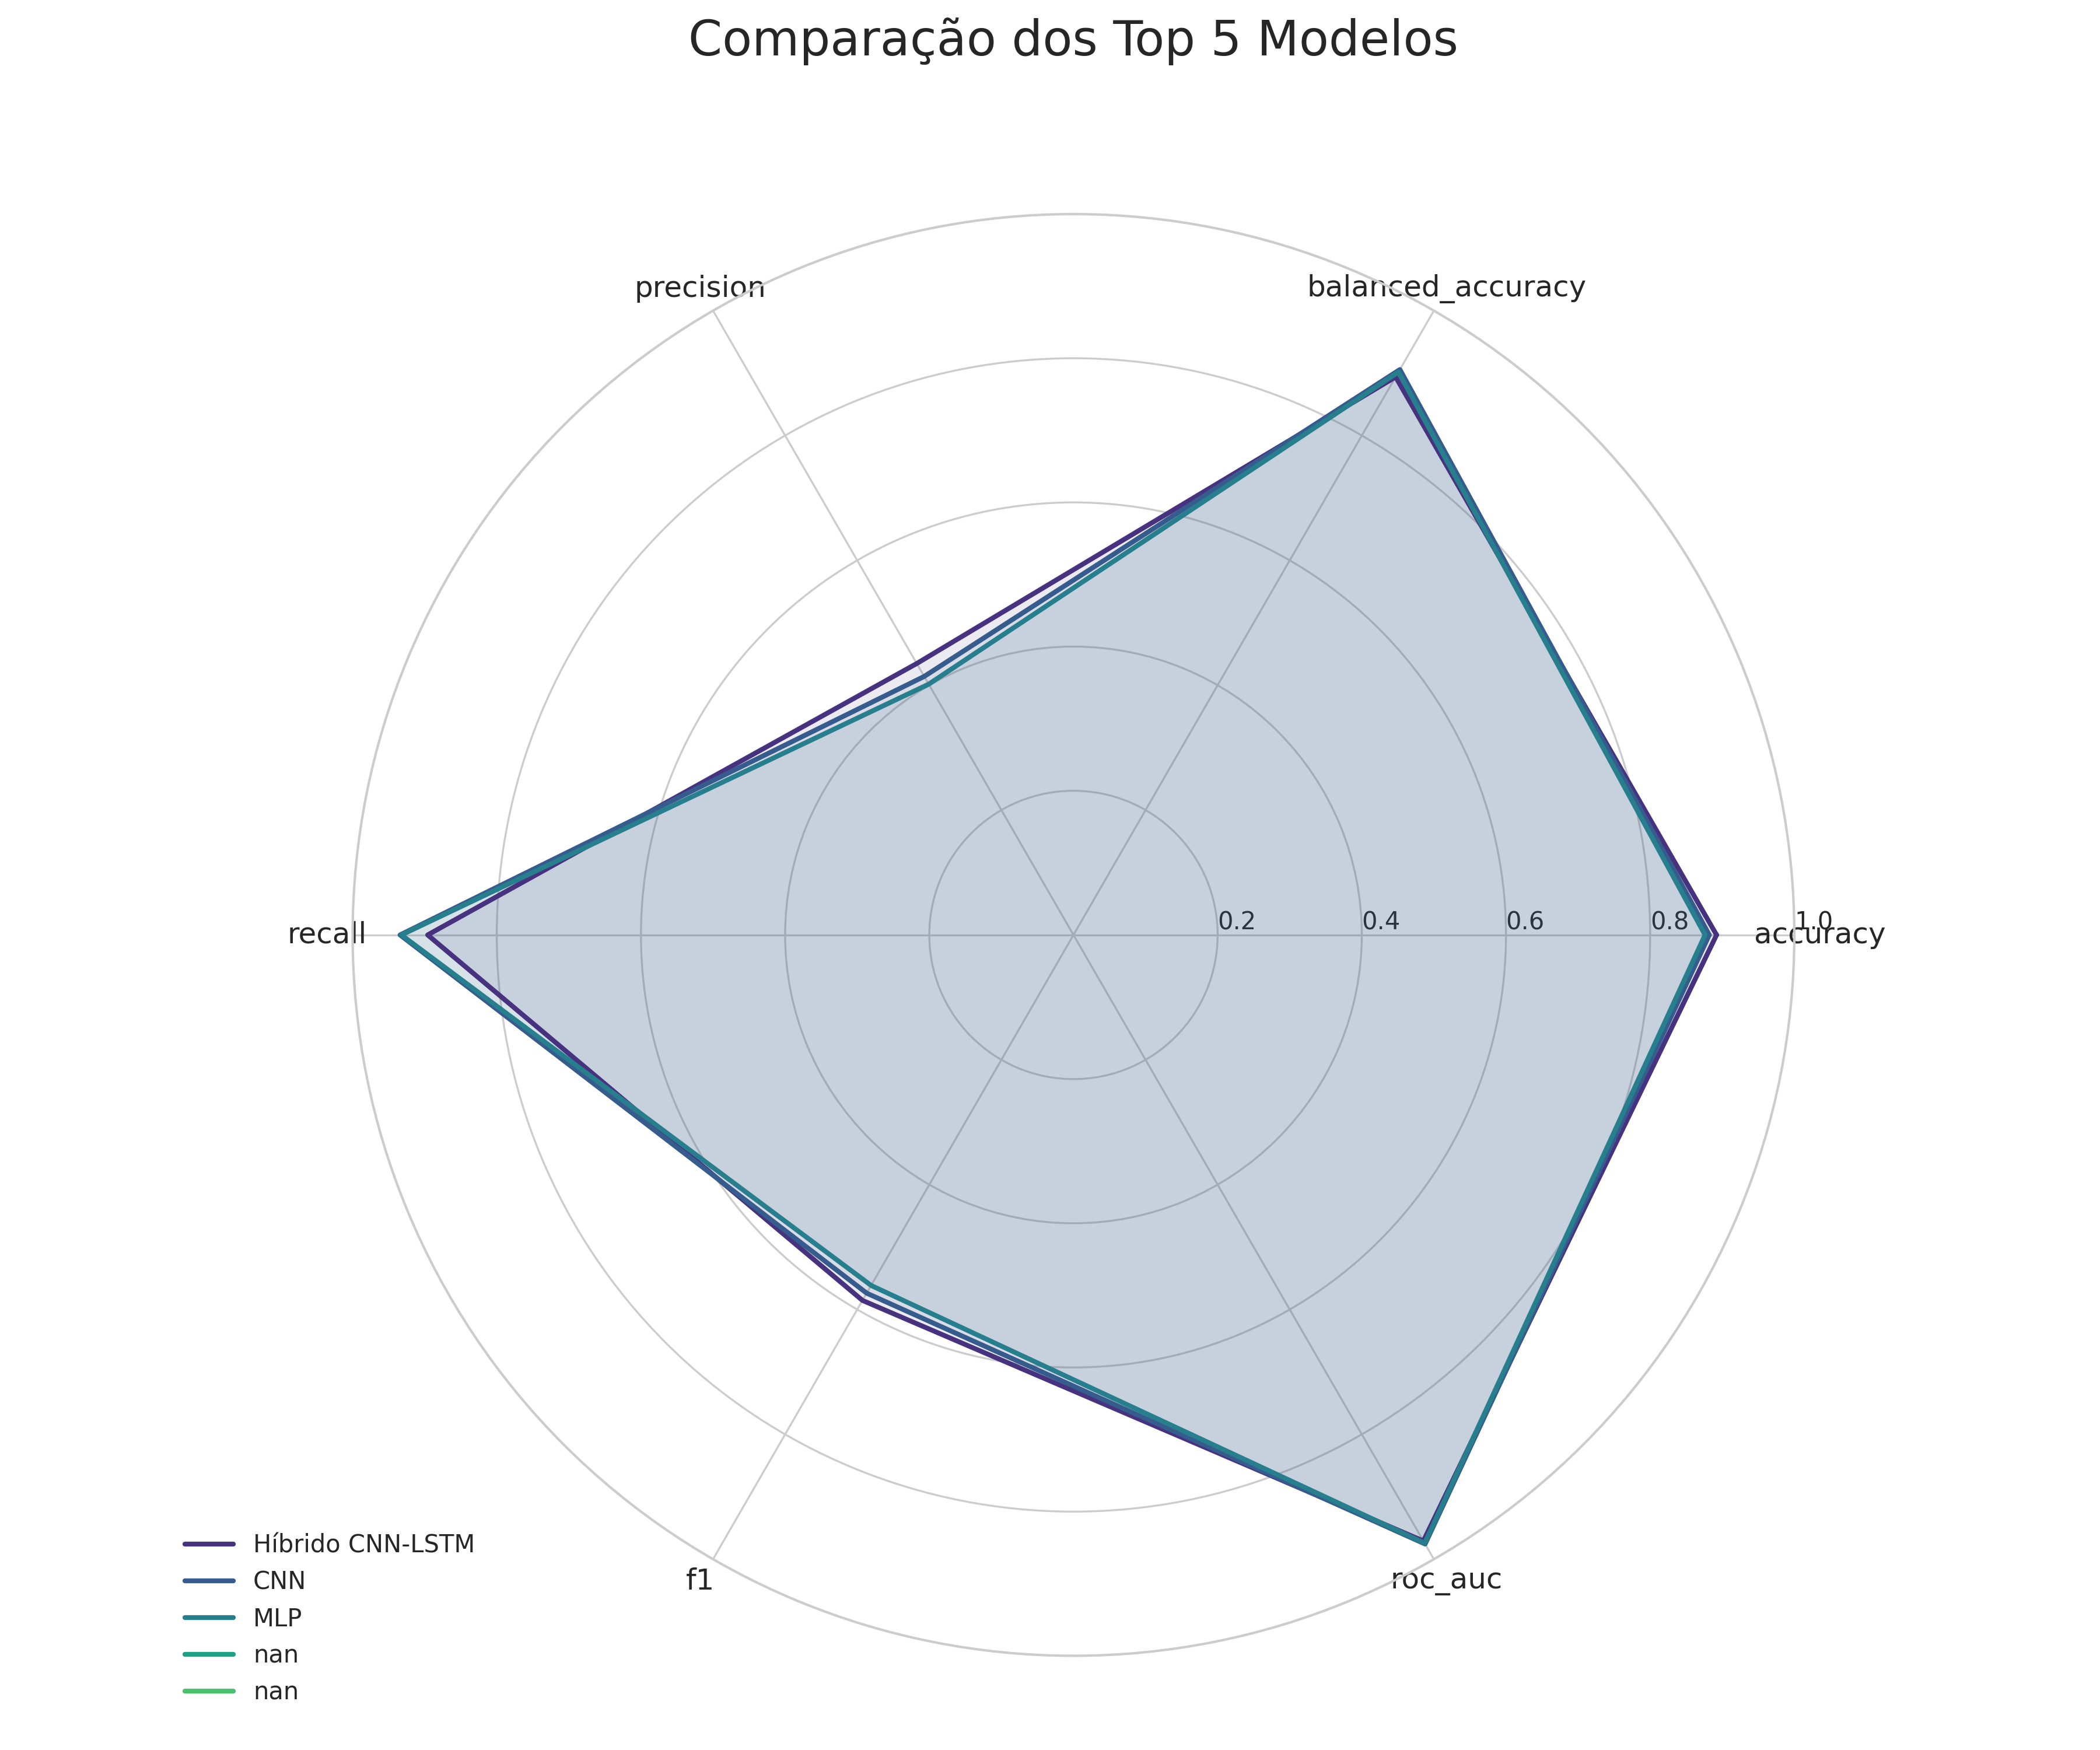 Comparação dos Top 5 Modelos
precision
balanced_accuracy
recall
0.2
0.4
0.6
0.8
1.0
accuracy
f1
roc_auc
Híbrido CNN-LSTM
CNN
MLP
nan
nan